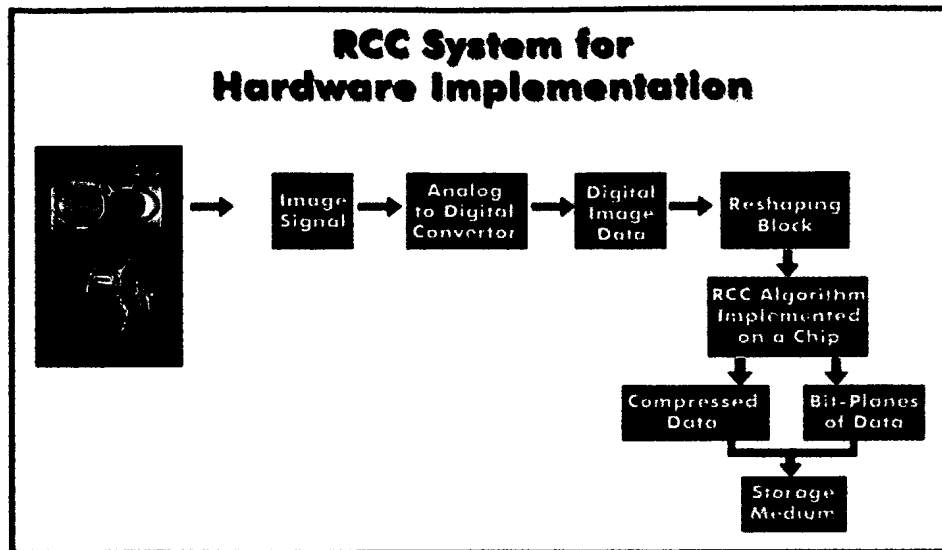 RCC System for
Hardware Implementation
Image
Signal
Analog
to Digital
Convertor
Digital
Image
Data
Reshaping
Block
RCC Algorithm
Implemented
on a Chip
Compressed
Data
Bit-Planes
of Data
Storage
Medium